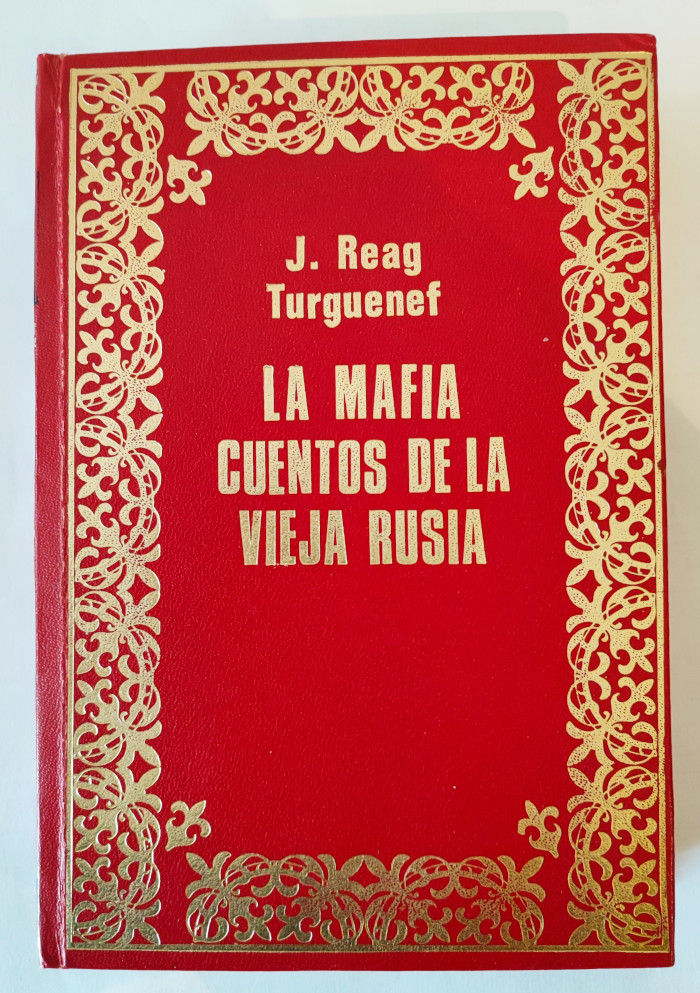 J. Reag
Turguenef
LA MAFIA
CUENTOS DE LA
VIEJA RUSIA